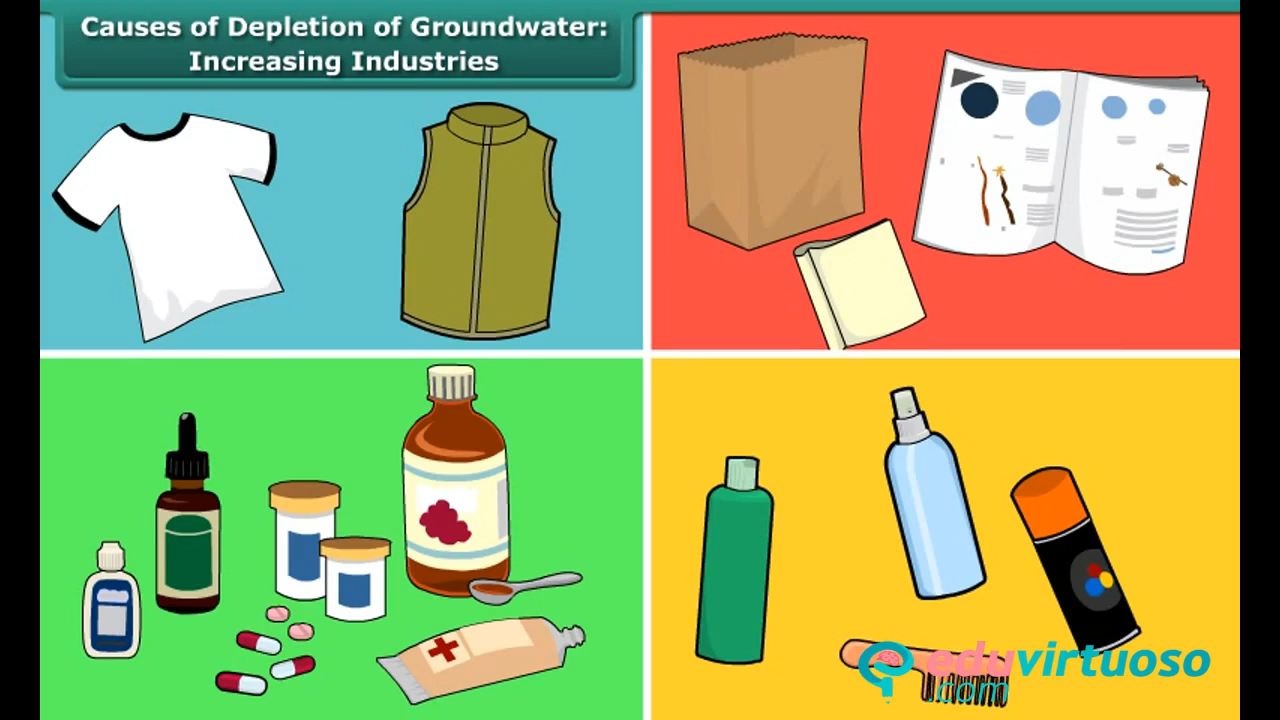 Causes of Depletion of Groundwater:
Increasing Industries
eduvirtuoso
.com